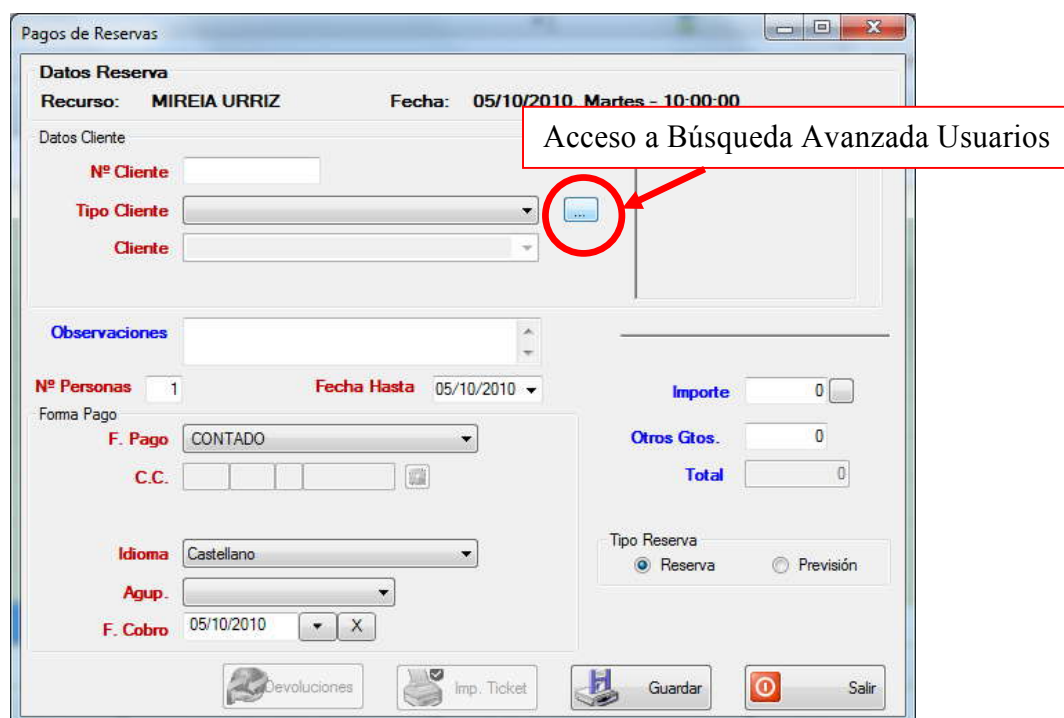 Pagos de Reservas
Datos Reserva
Recurso: MIREIA URRIZ Fecha: 05/10/2010, Martes - 10:00:00
Acceso a Búsqueda Avanzada Usuarios
Datos Cliente
Nº Cliente
Tipo Cliente ...
Cliente
Observaciones
Nº Personas 1 Fecha Hasta 05/10/2010
Importe 0
Forma Pago
F. Pago CONTADO
Otros Gtos. 0
C.C.
Total 0
Tipo Reserva
Idioma Castellano
Reserva Previsión
Agup.
F. Cobro 05/10/2010 X
Devoluciones Imp. Ticket Guardar Salir